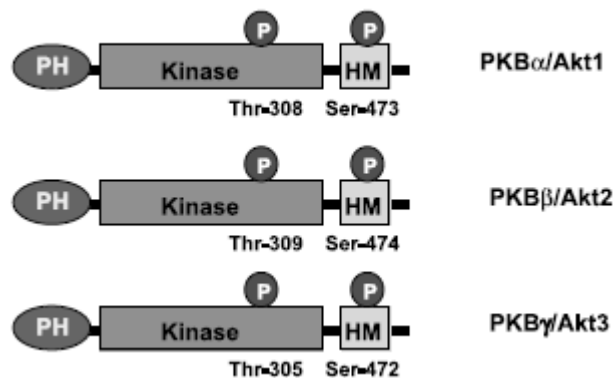 P P
PH Kinase HM PKBα/Akt1
Thr-308 Ser-473
P P
PH Kinase HM PKBβ/Akt2
Thr-309 Ser-474
P P
PH Kinase HM PKBγ/Akt3
Thr-305 Ser-472